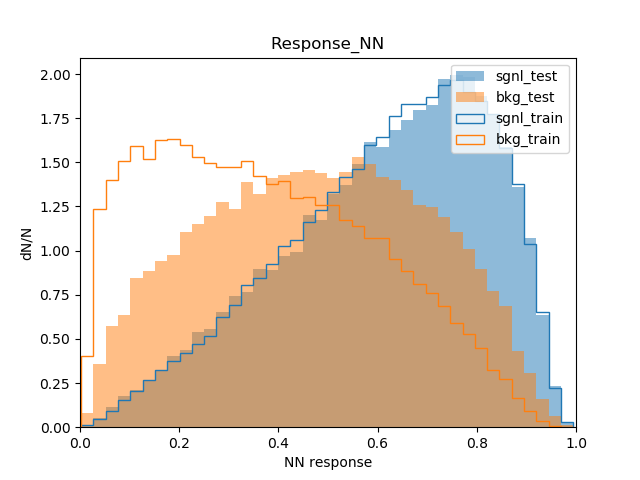 Response_NN
sgnl_test
bkg_test
sgnl_train
bkg_train
dN/N
2.00
1.75
1.50
1.25
1.00
0.75
0.50
0.25
0.00
0.0 0.2 0.4 0.6 0.8 1.0
NN response